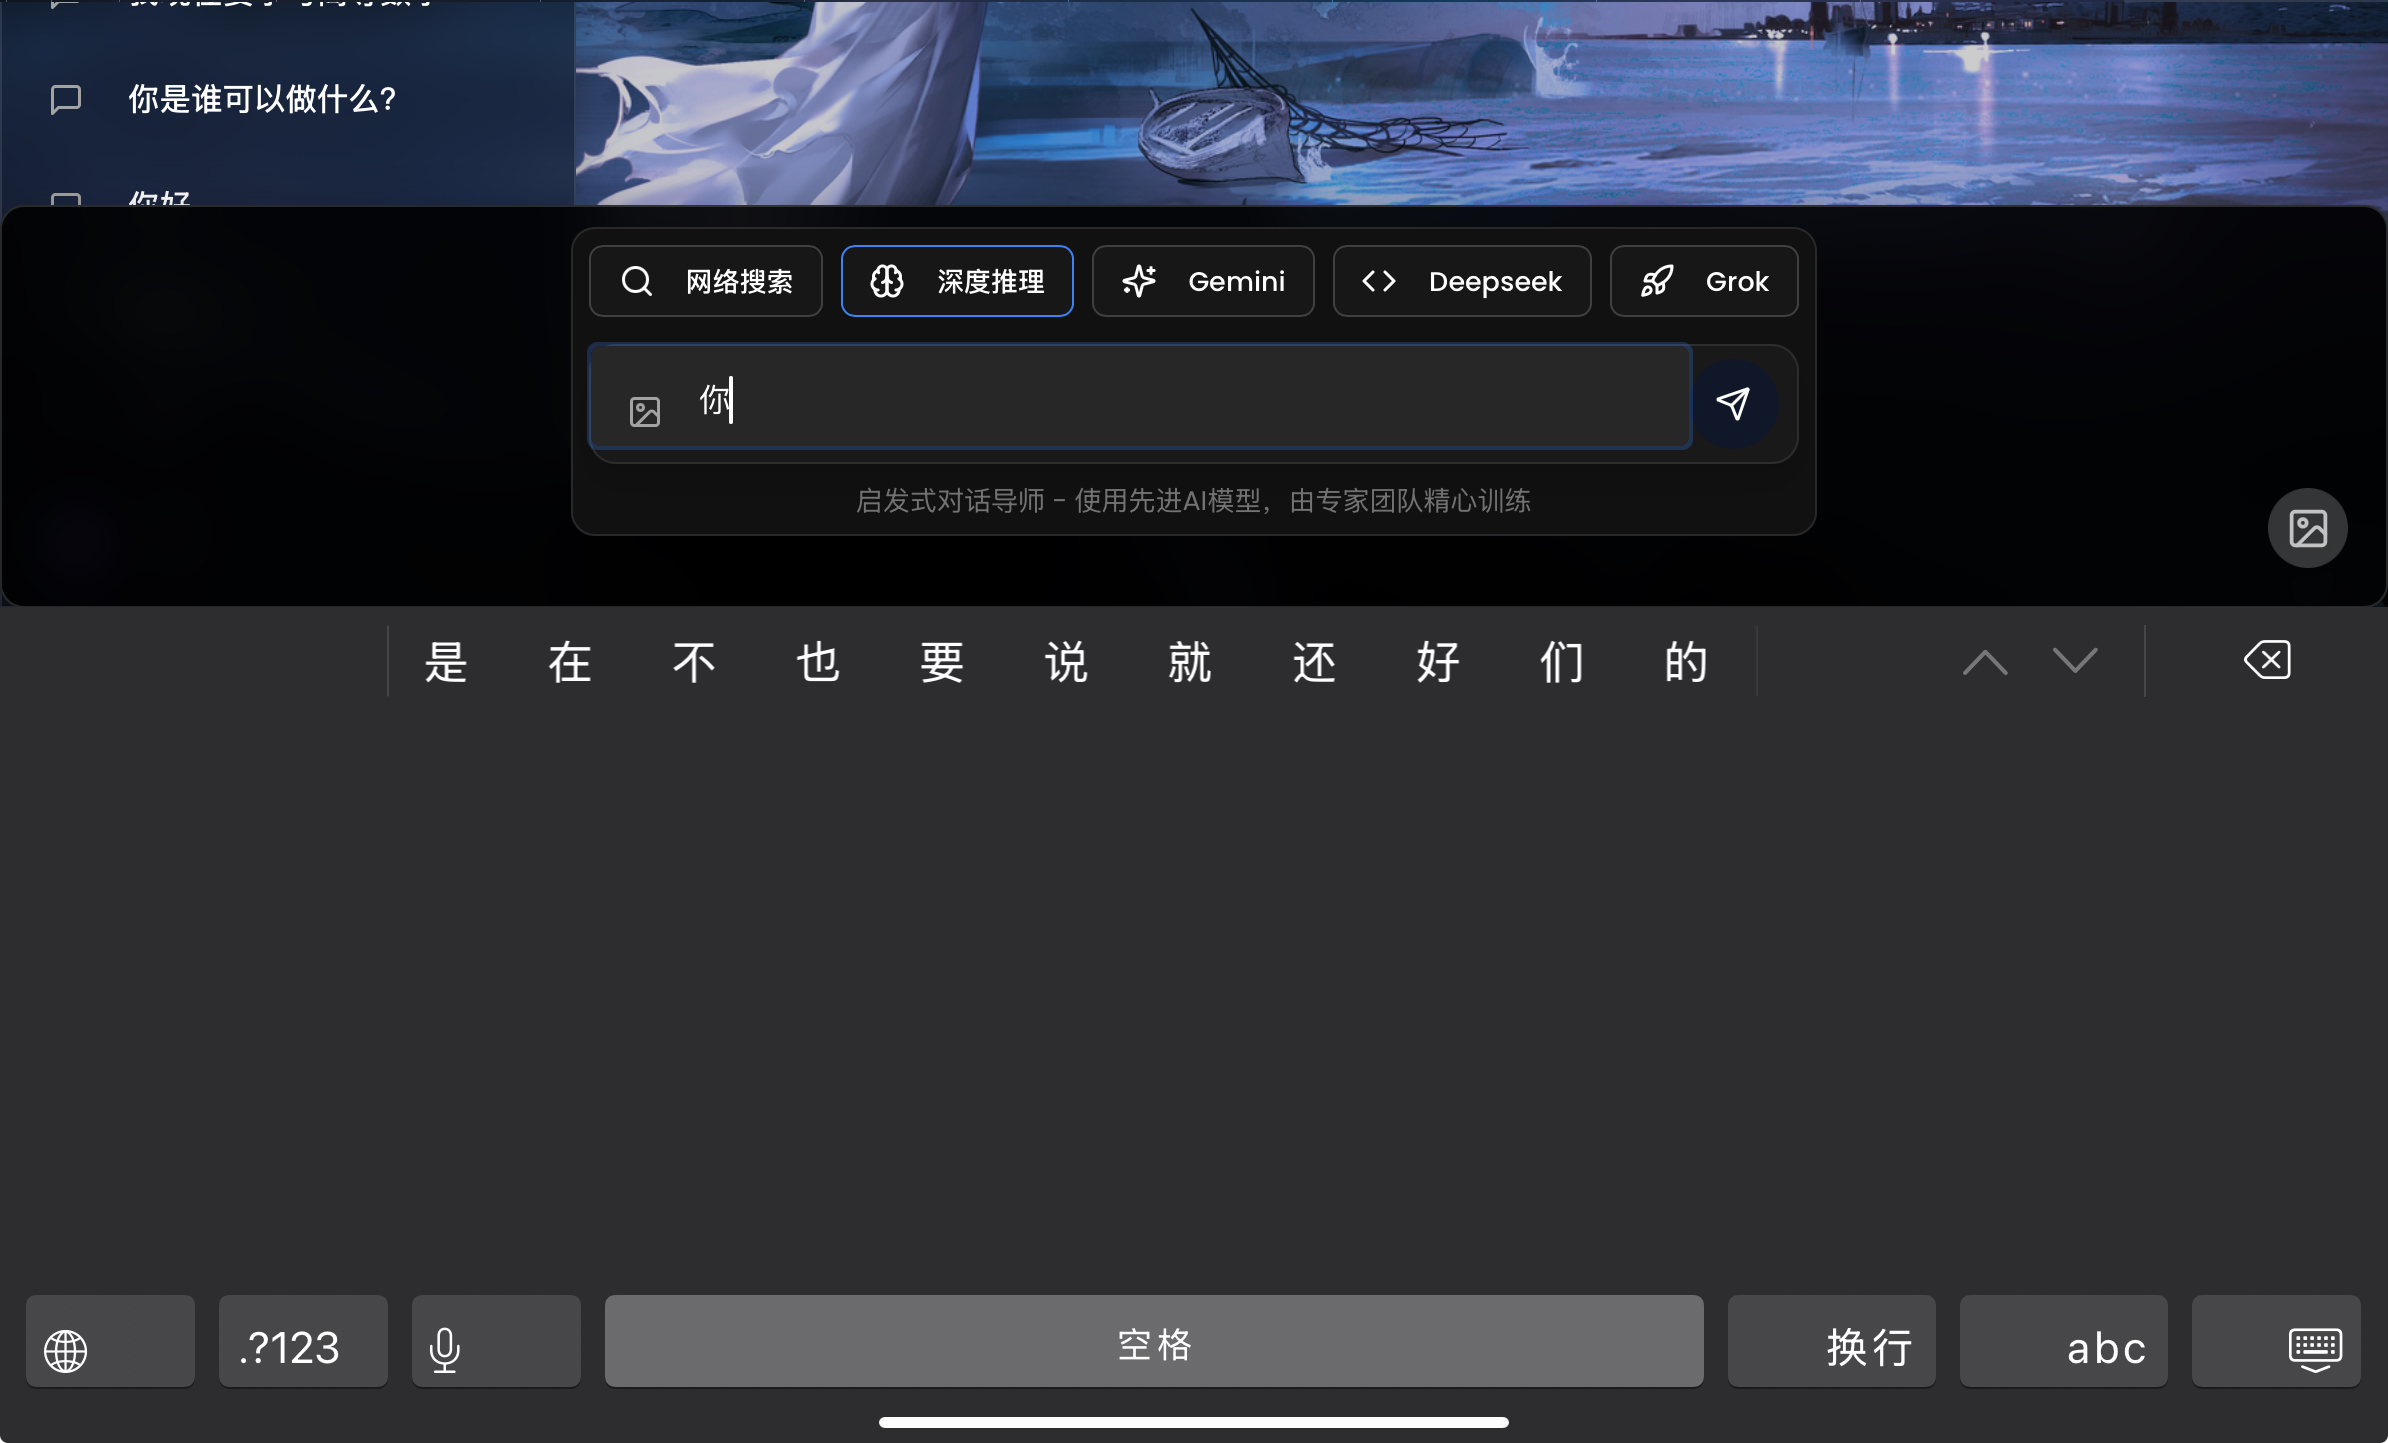 你是谁可以做什么?
你好
网络搜索 深度推理 Gemini Deepseek Grok
你
启发式对话导师 - 使用先进AI模型，由专家团队精心训练
是 在 不 也 要 说 就 还 好 们 的
.?123 空格 换行 abc